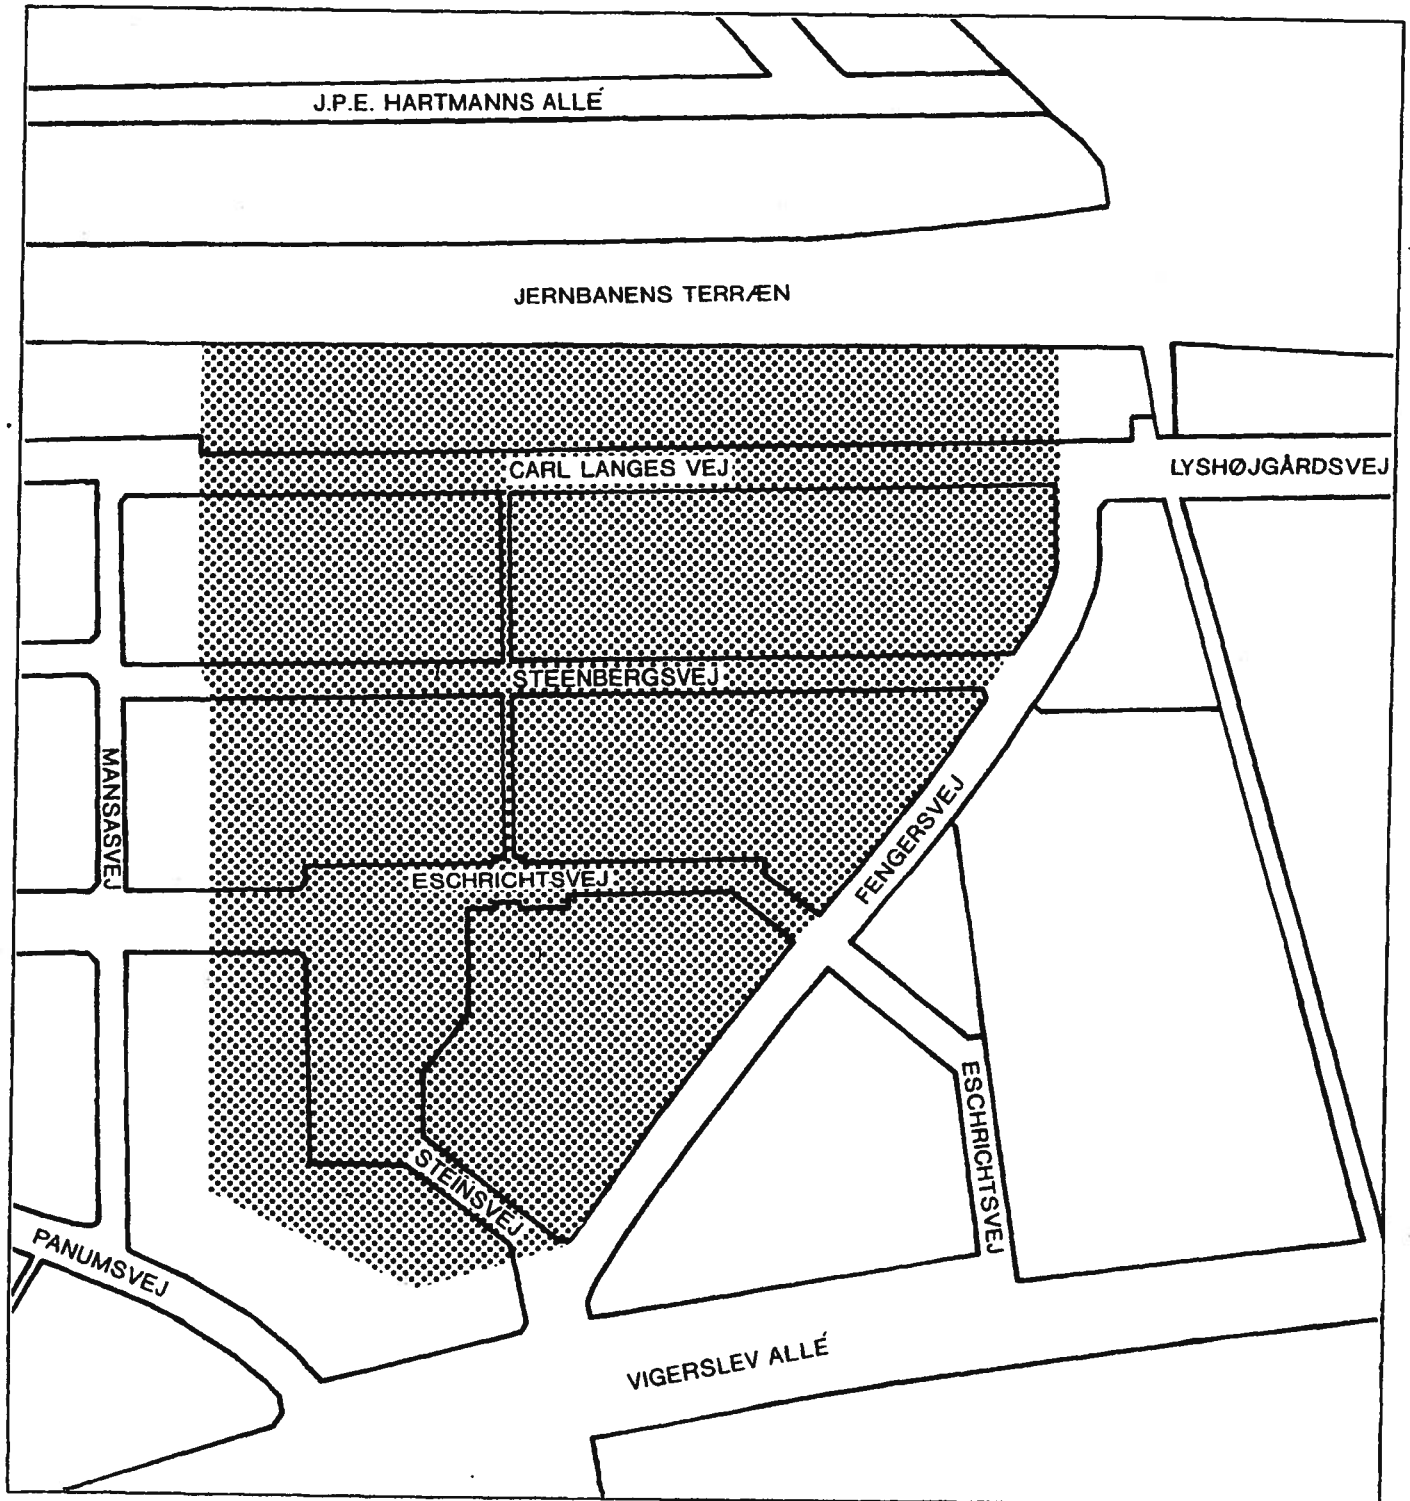 J.P.E. HARTMANNS ALLÉ
JERNBANENS TERRÆN
CARL LANGES VEJ
LYSHØJGÅRDSVEJ
STEENBERGSVEJ
MANSASVEJ
FENGERSVEJ
ESCHRICHTSVEJ
ESCHRICHTSVEJ
STEINSVEJ
PANUMSVEJ
VIGERSLEV ALLÉ